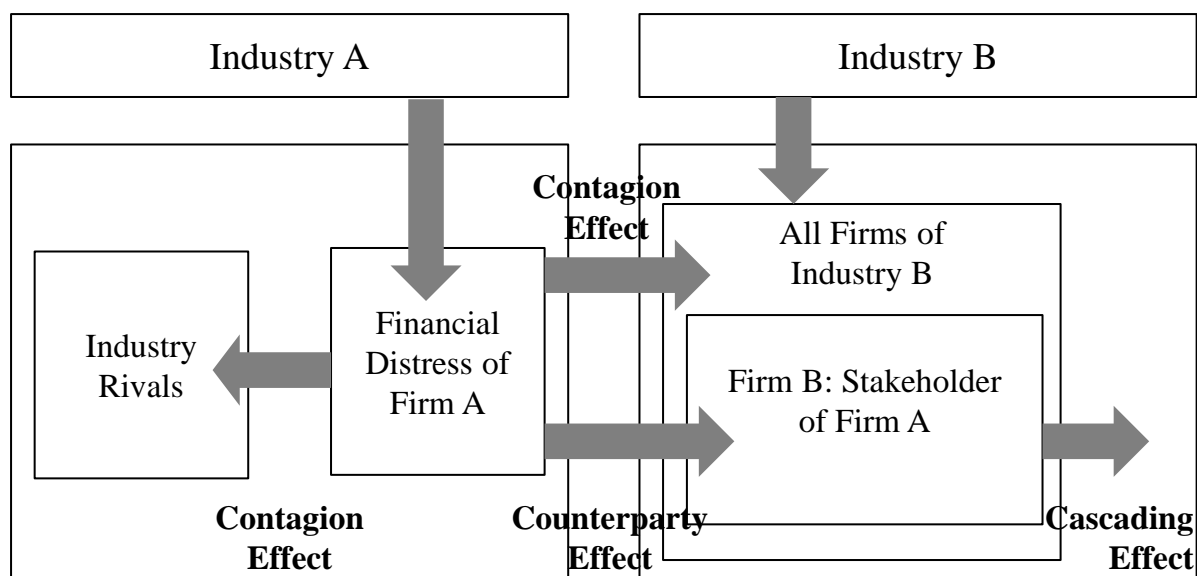 Industry A
Industry B
Contagion
Effect
All Firms of
Industry B
Industry
Rivals
Financial
Distress of
Firm A
Firm B: Stakeholder
of Firm A
Contagion
Effect
Counterparty
Effect
Cascading
Effect